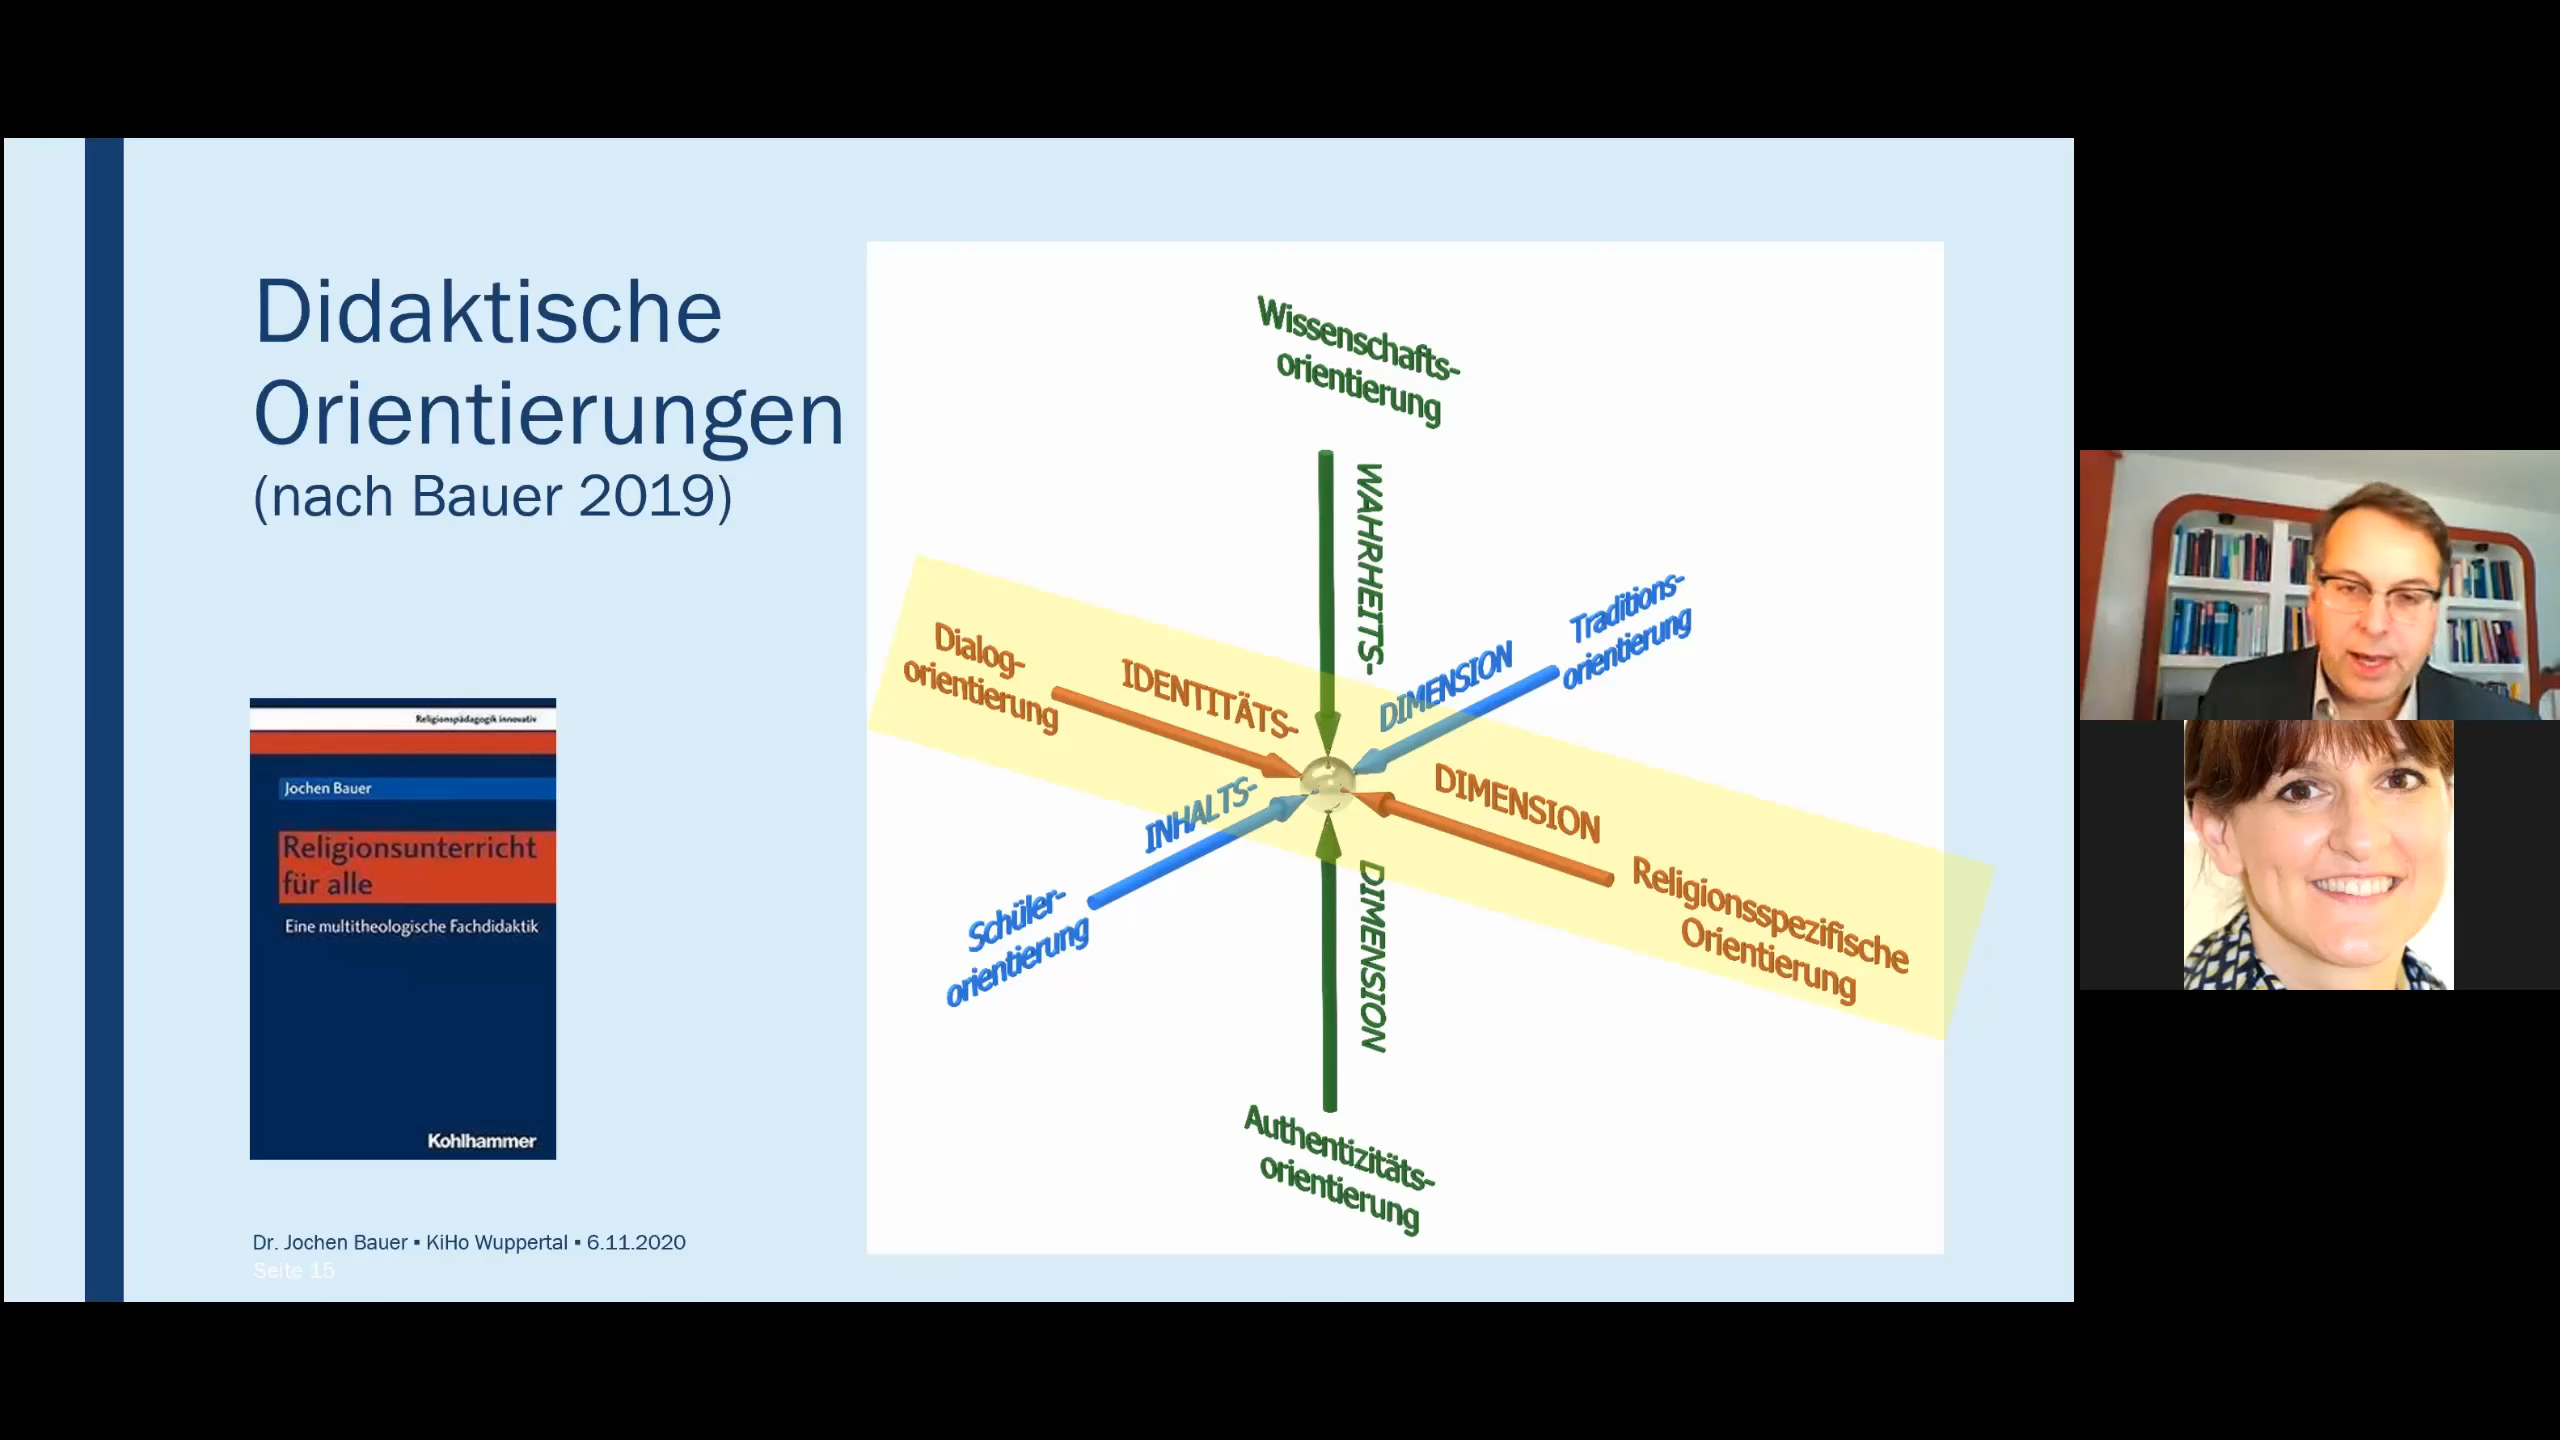 Didaktische
Orientierungen
(nach Bauer 2019)
Religionspädagogik innovativ
Jochen Bauer
Religionsunterricht
für alle
Eine multitheologische Fachdidaktik
Kohlhammer
Dr. Jochen Bauer ▪ KiHo Wuppertal ▪ 6.11.2020
Seite 15
Wissenschafts-
orientierung
WAHRHEITS-
DIMENSION
Authentizitäts-
orientierung
Dialog-
orientierung
IDENTITÄTS-
DIMENSION
Religionsspezifische
Orientierung
Schüler-
orientierung
INHALTS-
DIMENSION
Traditions-
orientierung